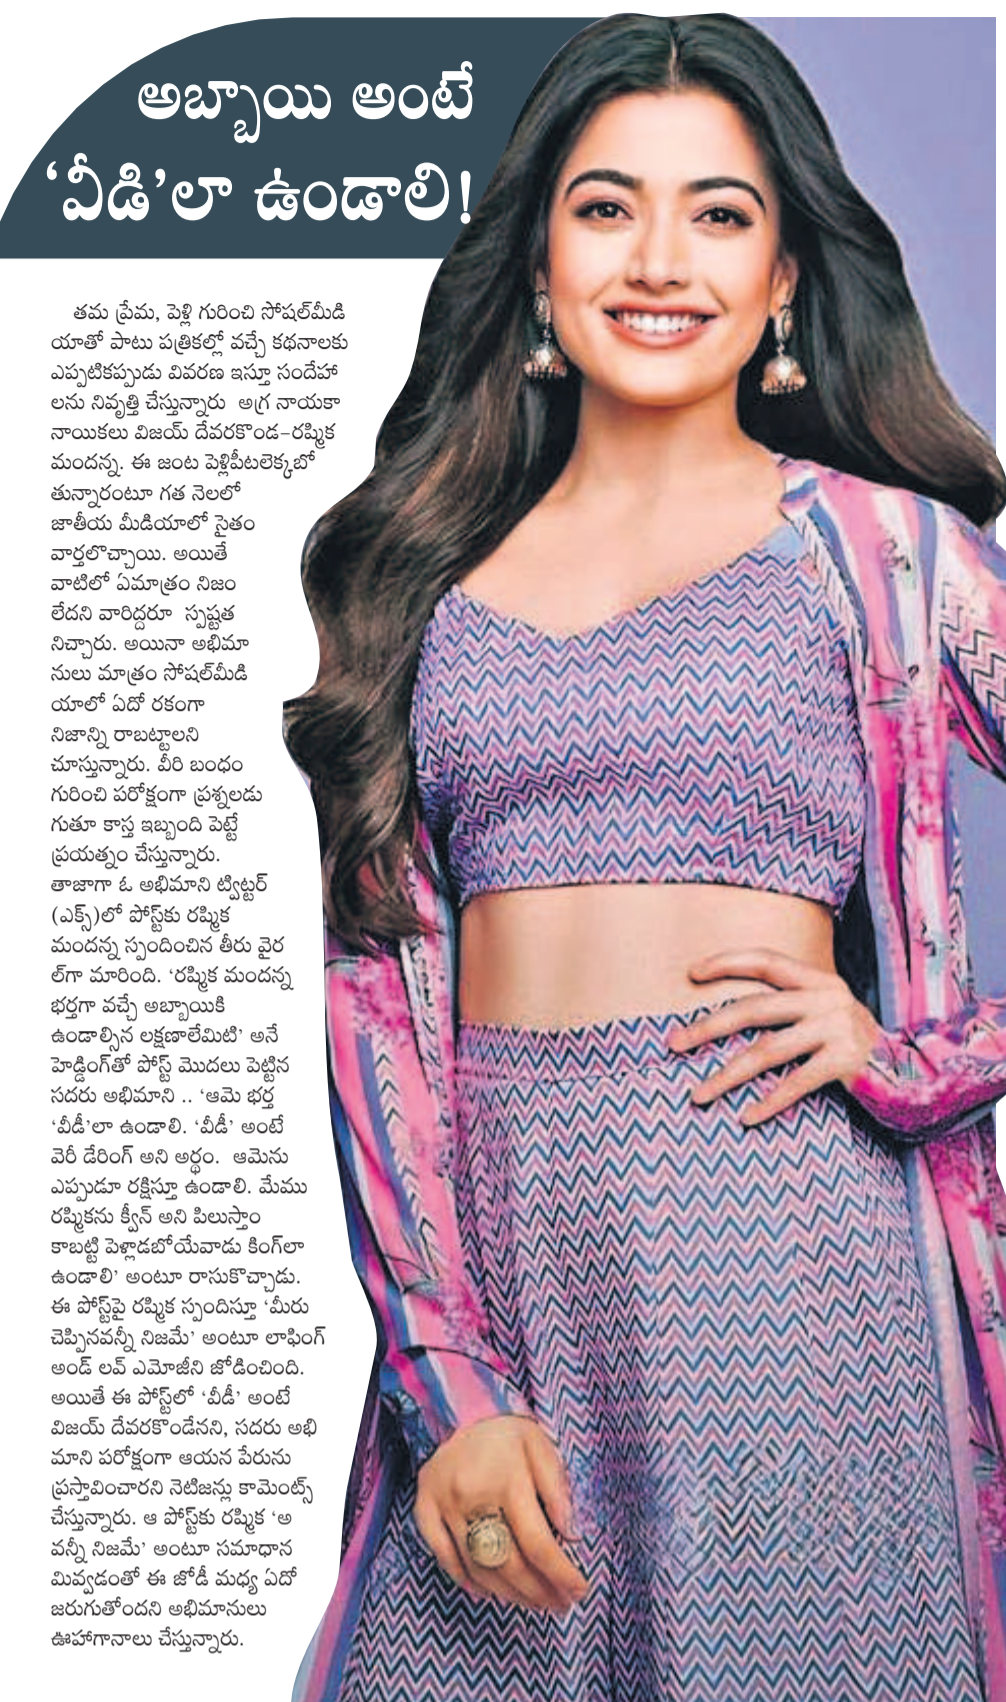 అబ్బాయి అంటే
‘వీడి’లా ఉండాలి!
తమ ప్రేమ, పెళ్లి గురించి సోషల్‌మీడి
యాతో పాటు పత్రికల్లో వచ్చే కథనాలకు
ఎప్పటికప్పుడు వివరణ ఇస్తూ సందేహా
లను నివృత్తి చేస్తున్నారు అగ్ర నాయకా
నాయికలు విజయ్ దేవరకొండ–రష్మిక
మందన్న. ఈ జంట పెళ్లిపీటలెక్కబో
తున్నారంటూ గత నెలలో
జాతీయ మీడియాలో సైతం
వార్తలొచ్చాయి. అయితే
వాటిలో ఏమాత్రం నిజం
లేదని వారిద్దరూ స్పష్టత
నిచ్చారు. అయినా అభిమా
నులు మాత్రం సోషల్‌మీడి
యాలో ఏదో రకంగా
నిజాన్ని రాబట్టాలని
చూస్తున్నారు. వీరి బంధం
గురించి పరోక్షంగా ప్రశ్నలడు
గుతూ కాస్త ఇబ్బంది పెట్టే
ప్రయత్నం చేస్తున్నారు.
తాజాగా ఓ అభిమాని ట్విట్టర్
(ఎక్స్)లో పోస్ట్‌కు రష్మిక
మందన్న స్పందించిన తీరు వైర
ల్‌గా మారింది. ‘రష్మిక మందన్న
భర్తగా వచ్చే అబ్బాయికి
ఉండాల్సిన లక్షణాలేమిటి’ అనే
హెడ్డింగ్‌తో పోస్ట్ మొదలు పెట్టిన
సదరు అభిమాని .. ‘ఆమె భర్త
‘వీడీ’లా ఉండాలి. ‘వీడీ’ అంటే
వెరీ డేరింగ్ అని అర్థం. ఆమెను
ఎప్పుడూ రక్షిస్తూ ఉండాలి. మేము
రష్మికను క్వీన్ అని పిలుస్తాం
కాబట్టి పెళ్లాడబోయేవాడు కింగ్‌లా
ఉండాలి’ అంటూ రాసుకొచ్చాడు.
ఈ పోస్ట్‌పై రష్మిక స్పందిస్తూ ‘మీరు
చెప్పినవన్నీ నిజమే’ అంటూ లాఫింగ్
అండ్ లవ్ ఎమోజీని జోడించింది.
అయితే ఈ పోస్ట్‌లో ‘వీడీ’ అంటే
విజయ్ దేవరకొండేనని, సదరు అభి
మాని పరోక్షంగా ఆయన పేరును
ప్రస్తావించారని నెటిజన్లు కామెంట్స్
చేస్తున్నారు. ఆ పోస్ట్‌కు రష్మిక ‘అ
వన్నీ నిజమే’ అంటూ సమాధాన
మివ్వడంతో ఈ జోడీ మధ్య ఏదో
జరుగుతోందని అభిమానులు
ఊహాగానాలు చేస్తున్నారు.